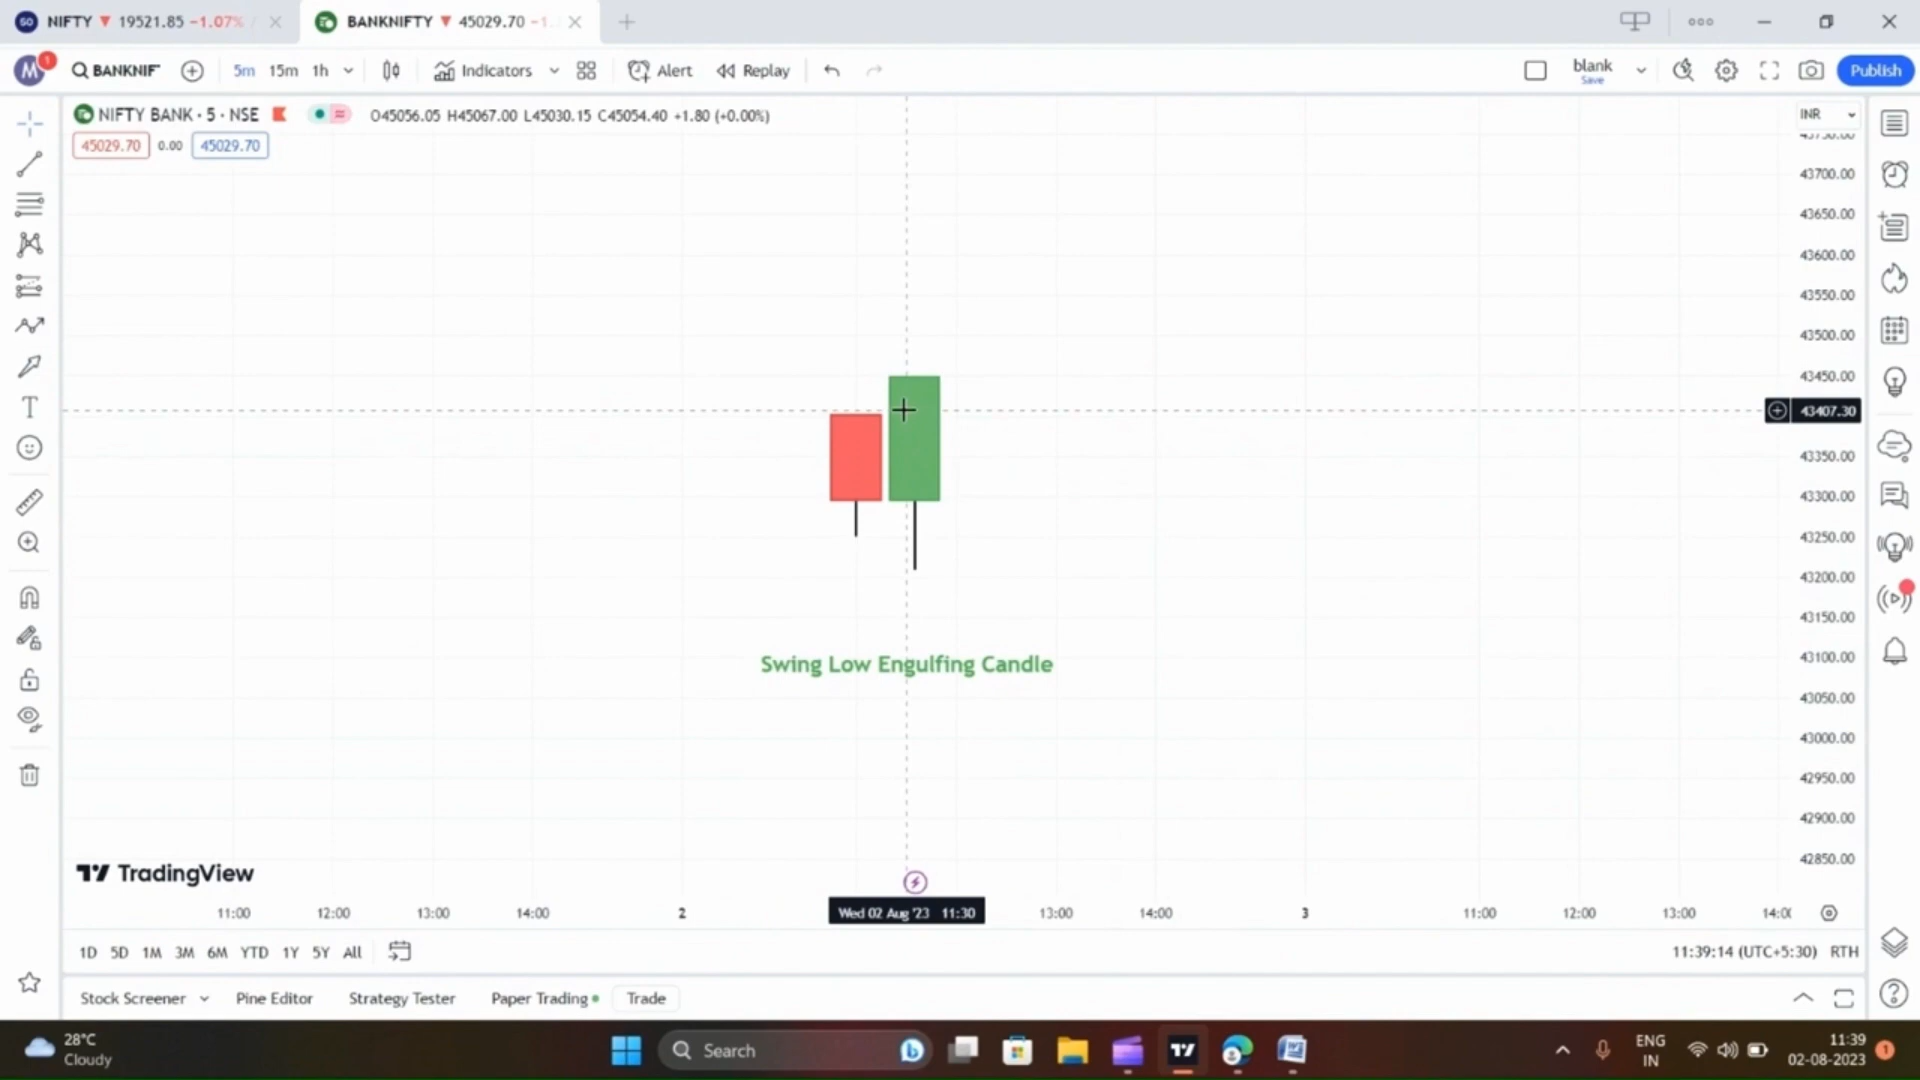 NIFTY ▼ 19521.85 −1.07%
BANKNIFTY ▼ 45029.70 −1.
M 1 BANKNIF 5m 15m 1h Indicators Alert Replay blank Publish
Save
NIFTY BANK · 5 · NSE O45056.05 H45067.00 L45030.15 C45054.40 +1.80 (+0.00%)
INR
45029.70 0.00 45029.70
43750.00
43700.00
43650.00
43600.00
43550.00
43500.00
43450.00
43407.30
43350.00
43300.00
43250.00
43200.00
43150.00
43100.00
43050.00
43000.00
42950.00
42900.00
42850.00
Swing Low Engulfing Candle
TradingView
11:00 12:00 13:00 14:00 2 Wed 02 Aug '23 11:30 13:00 14:00 3 11:00 12:00 13:00 14:0
1D 5D 1M 3M 6M YTD 1Y 5Y All 11:39:14 (UTC+5:30) RTH
Stock Screener Pine Editor Strategy Tester Paper Trading Trade
28°C
Cloudy
Search
ENG
IN
11:39
02-08-2023
1